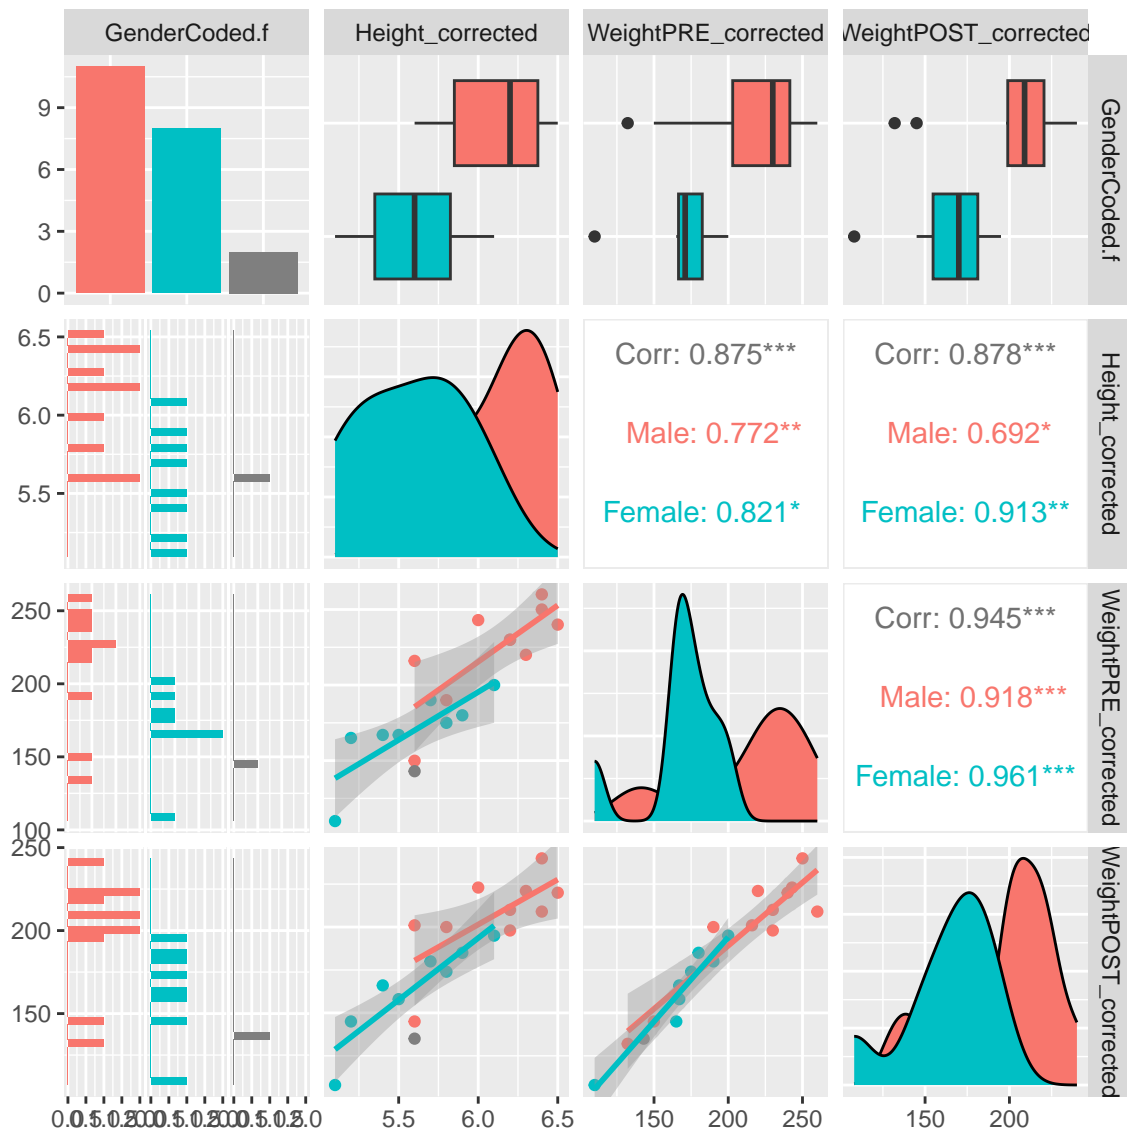 GenderCoded.f
Height_corrected
WeightPRE_corrected
WeightPOST_corrected
9
6
3
0
GenderCoded.f
6.5
6.0
5.5
Corr: 0.875***
Male: 0.772**
Female: 0.821*
Corr: 0.878***
Male: 0.692*
Female: 0.913**
Height_corrected
250
200
150
100
Corr: 0.945***
Male: 0.918***
Female: 0.961***
WeightPRE_corrected
250
200
150
WeightPOST_corrected
5.5
6.0
6.5
150
200
250
150
200